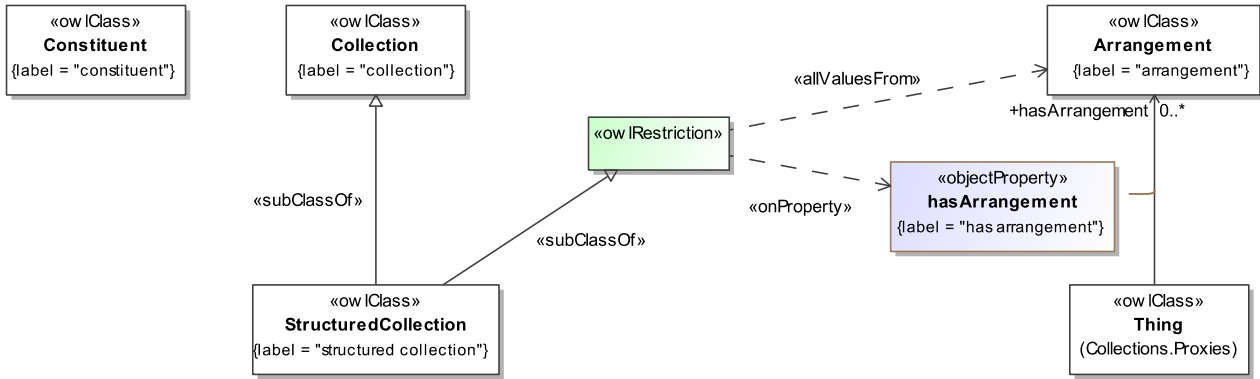 «owlClass»
Constituent
{label = "constituent"}
«owlClass»
Collection
{label = "collection"}
«owlClass»
Arrangement
{label = "arrangement"}
«allValuesFrom»
+hasArrangement 0..*
«owlRestriction»
«objectProperty»
hasArrangement
{label = "has arrangement"}
«onProperty»
«subClassOf»
«subClassOf»
«owlClass»
StructuredCollection
{label = "structured collection"}
«owlClass»
Thing
(Collections.Proxies)